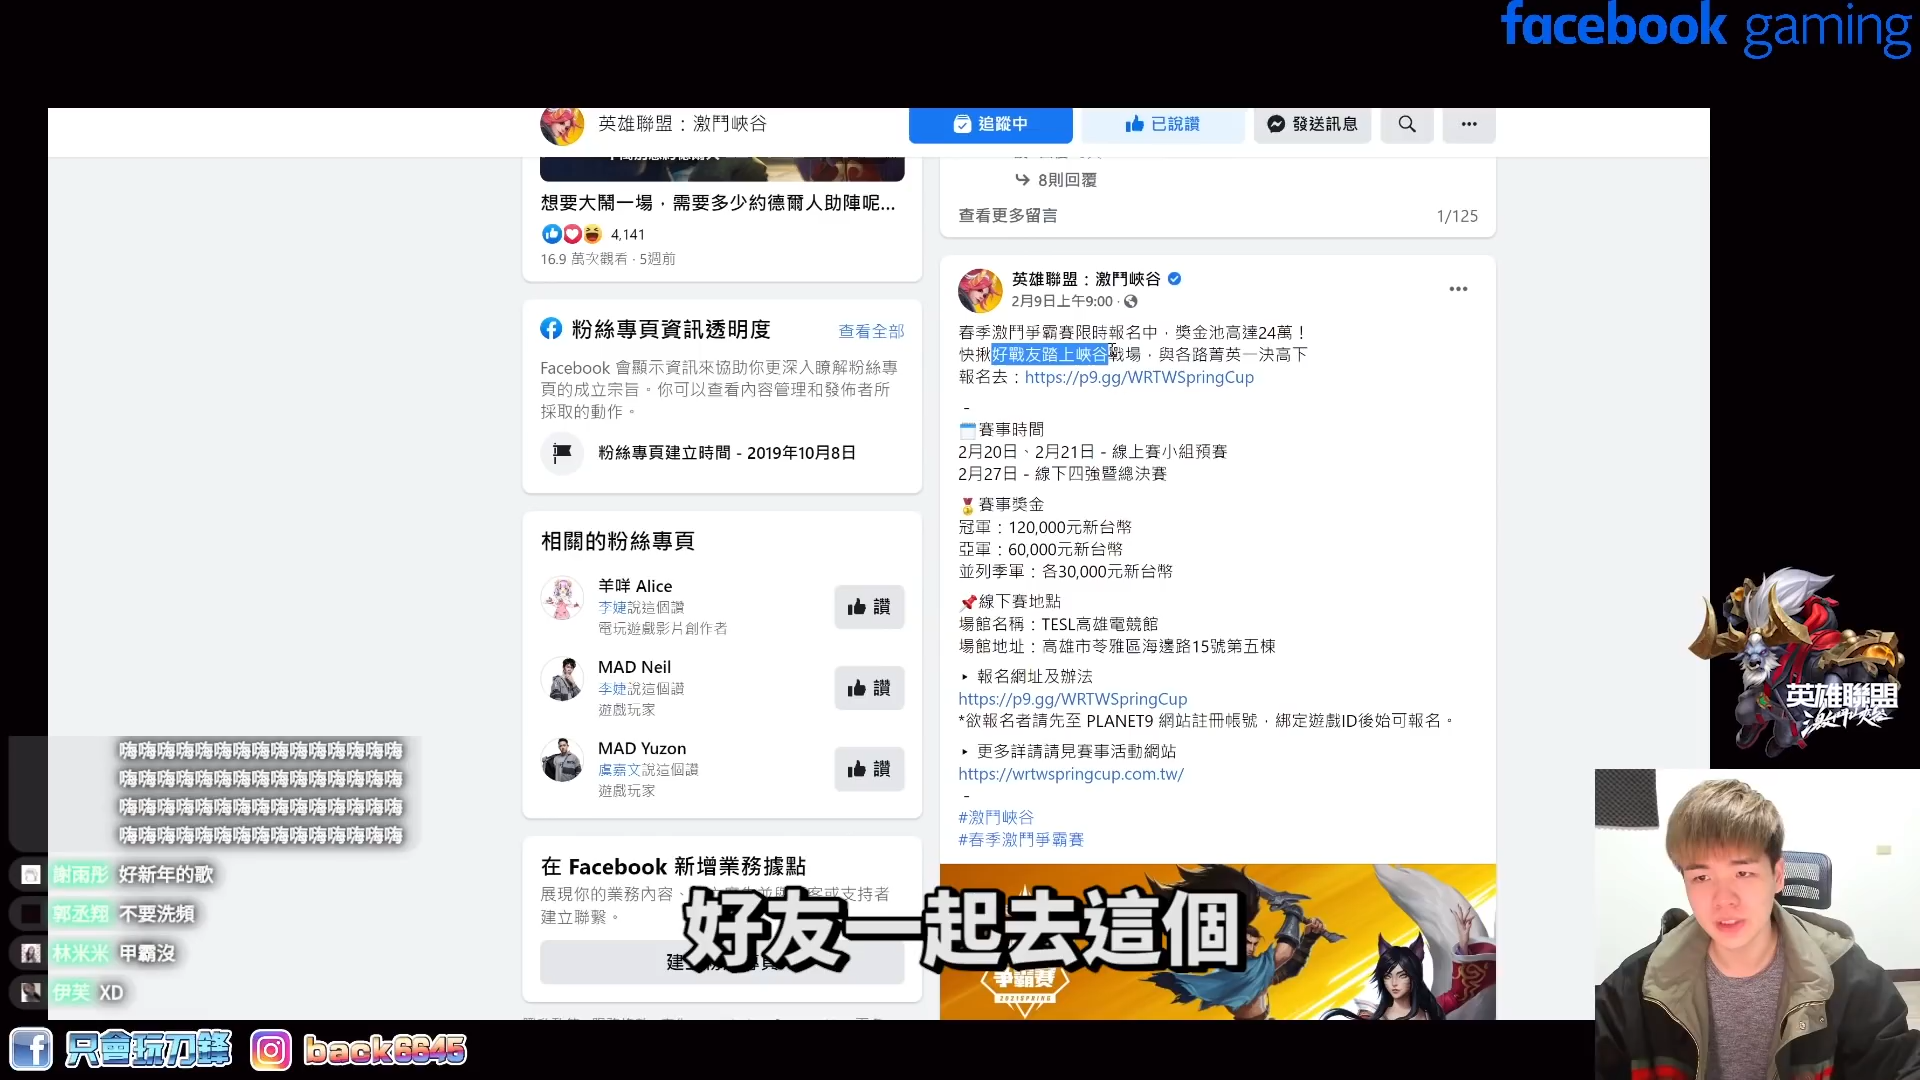 facebook gaming
英雄聯盟：激鬥峽谷
追蹤中
已說讚
發送訊息
想要大鬧一場，需要多少約德爾人助陣呢...
4,141
16.9 萬次觀看 · 5週前
粉絲專頁資訊透明度
查看全部
Facebook 會顯示資訊來協助你更深入瞭解粉絲專
頁的成立宗旨。你可以查看內容管理和發佈者所
採取的動作。
粉絲專頁建立時間 - 2019年10月8日
相關的粉絲專頁
羊咩 Alice
李婕說這個讚
電玩遊戲影片創作者
讚
MAD Neil
李婕說這個讚
遊戲玩家
讚
MAD Yuzon
盧嘉文說這個讚
遊戲玩家
讚
在 Facebook 新增業務據點
建立聯繫。
8則回覆
查看更多留言
1/125
英雄聯盟：激鬥峽谷
2月9日上午9:00 ·
春季激鬥爭霸賽限時報名中，獎金池高達24萬！
快揪好戰友踏上峽谷戰場，與各路菁英一決高下
報名去：https://p9.gg/WRTWSpringCup
-
賽事時間
2月20日、2月21日 - 線上賽小組預賽
2月27日 - 線下四強暨總決賽
賽事獎金
冠軍：120,000元新台幣
亞軍：60,000元新台幣
並列季軍：各30,000元新台幣
線下賽地點
場館名稱：TESL高雄電競館
場館地址：高雄市苓雅區海邊路15號第五棟
‣ 報名網址及辦法
https://p9.gg/WRTWSpringCup
*欲報名者請先至 PLANET9 網站註冊帳號，綁定遊戲ID後始可報名。
‣ 更多詳請請見賽事活動網站
https://wrtwspringcup.com.tw/
-
#激鬥峽谷
#春季激鬥爭霸賽
爭霸賽
2021SPRING
英雄聯盟
激鬥峽谷
嗨嗨嗨嗨嗨嗨嗨嗨嗨嗨嗨嗨嗨嗨嗨
嗨嗨嗨嗨嗨嗨嗨嗨嗨嗨嗨嗨嗨嗨嗨
嗨嗨嗨嗨嗨嗨嗨嗨嗨嗨嗨嗨嗨嗨嗨
嗨嗨嗨嗨嗨嗨嗨嗨嗨嗨嗨嗨嗨嗨嗨
謝雨彤 好新年的歌
郭丞翔 不要洗頻
林米米 甲霸沒
伊芙 XD
好友一起去這個
只會玩刀鋒
back6645